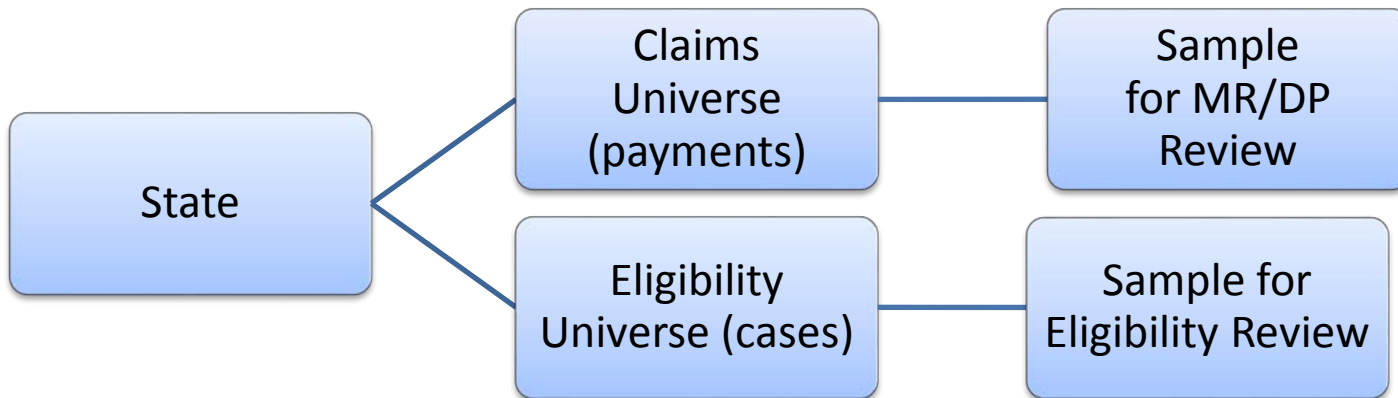 State
Claims
Universe
(payments)
Sample
for MR/DP
Review
Eligibility
Universe (cases)
Sample for
Eligibility Review